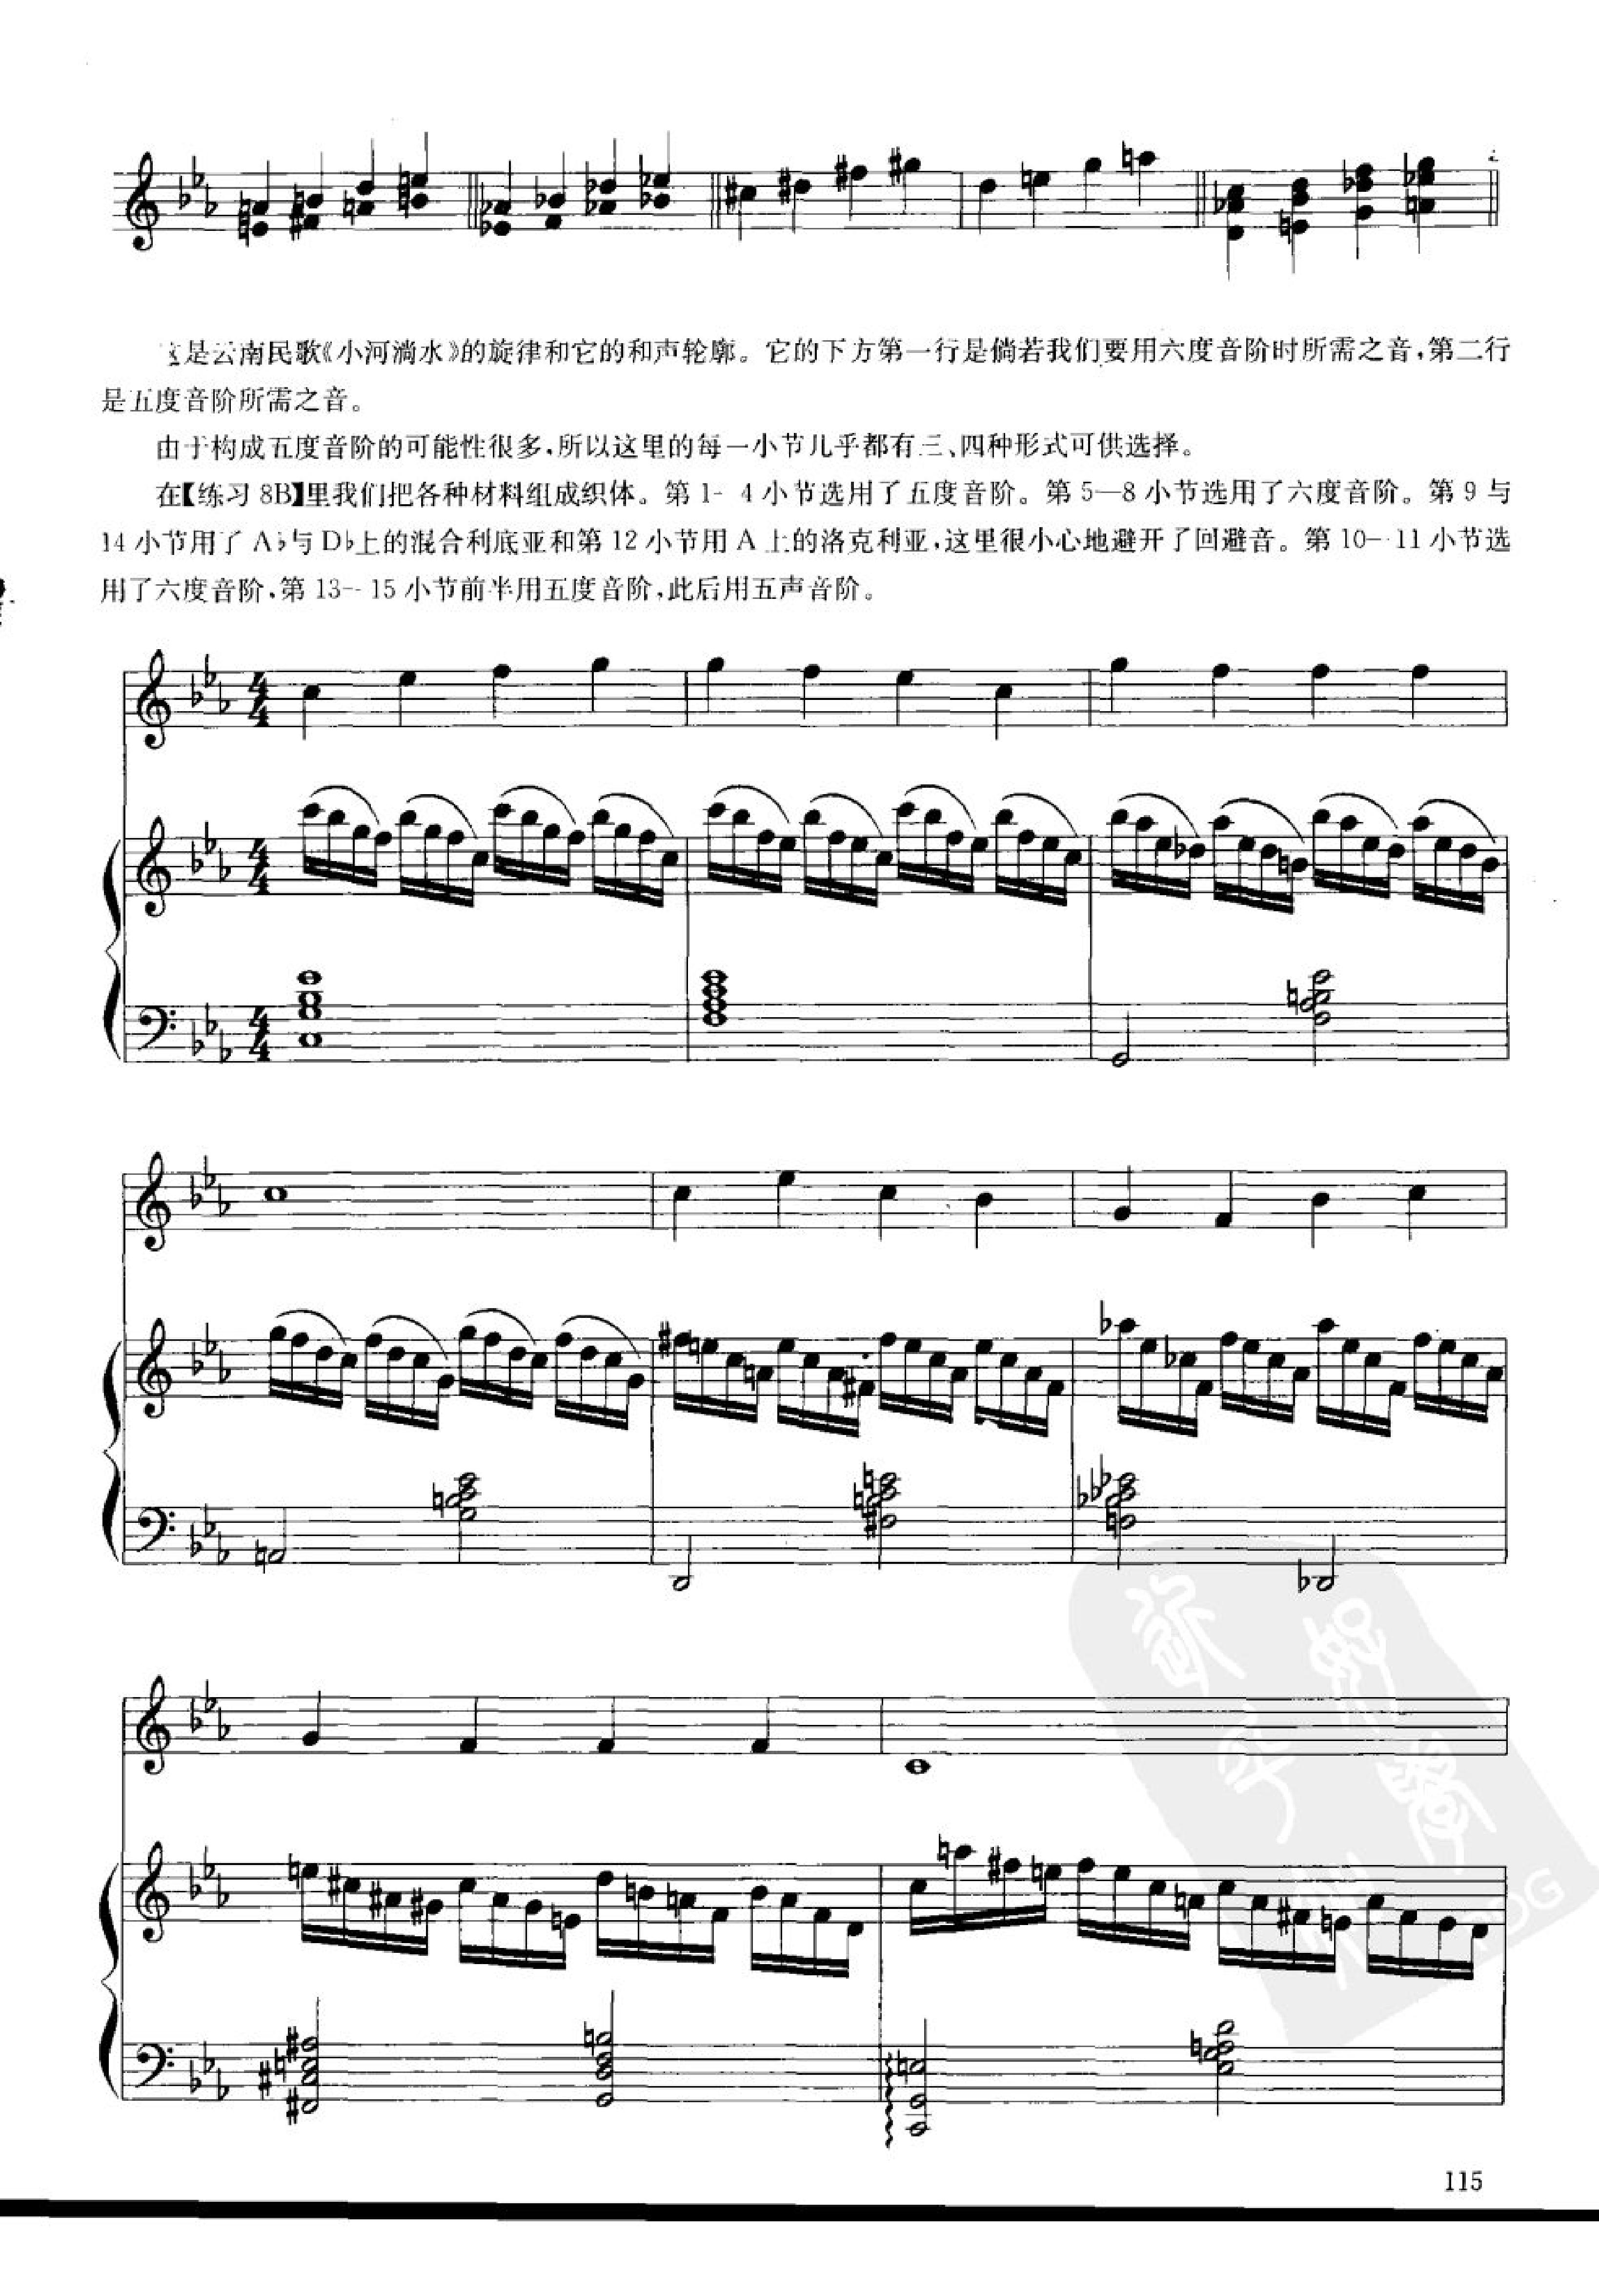 这是云南民歌《小河淌水》的旋律和它的和声轮廓。它的下方第一行是倘若我们要用六度音阶时所需之音，第二行
是五度音阶所需之音。
由于构成五度音阶的可能性很多，所以这里的每一小节几乎都有三、四种形式可供选择。
在【练习 8B】里我们把各种材料组成织体。第 1- 4 小节选用了五度音阶。第 5—8 小节选用了六度音阶。第 9 与
14 小节用了 A♭与 D♭上的混合利底亚和第 12 小节用 A 上的洛克利亚，这里很小心地避开了回避音。第 10-·11 小节选
用了六度音阶，第 13-- 15 小节前半用五度音阶，此后用五声音阶。
4
4
4
4
4
4
115